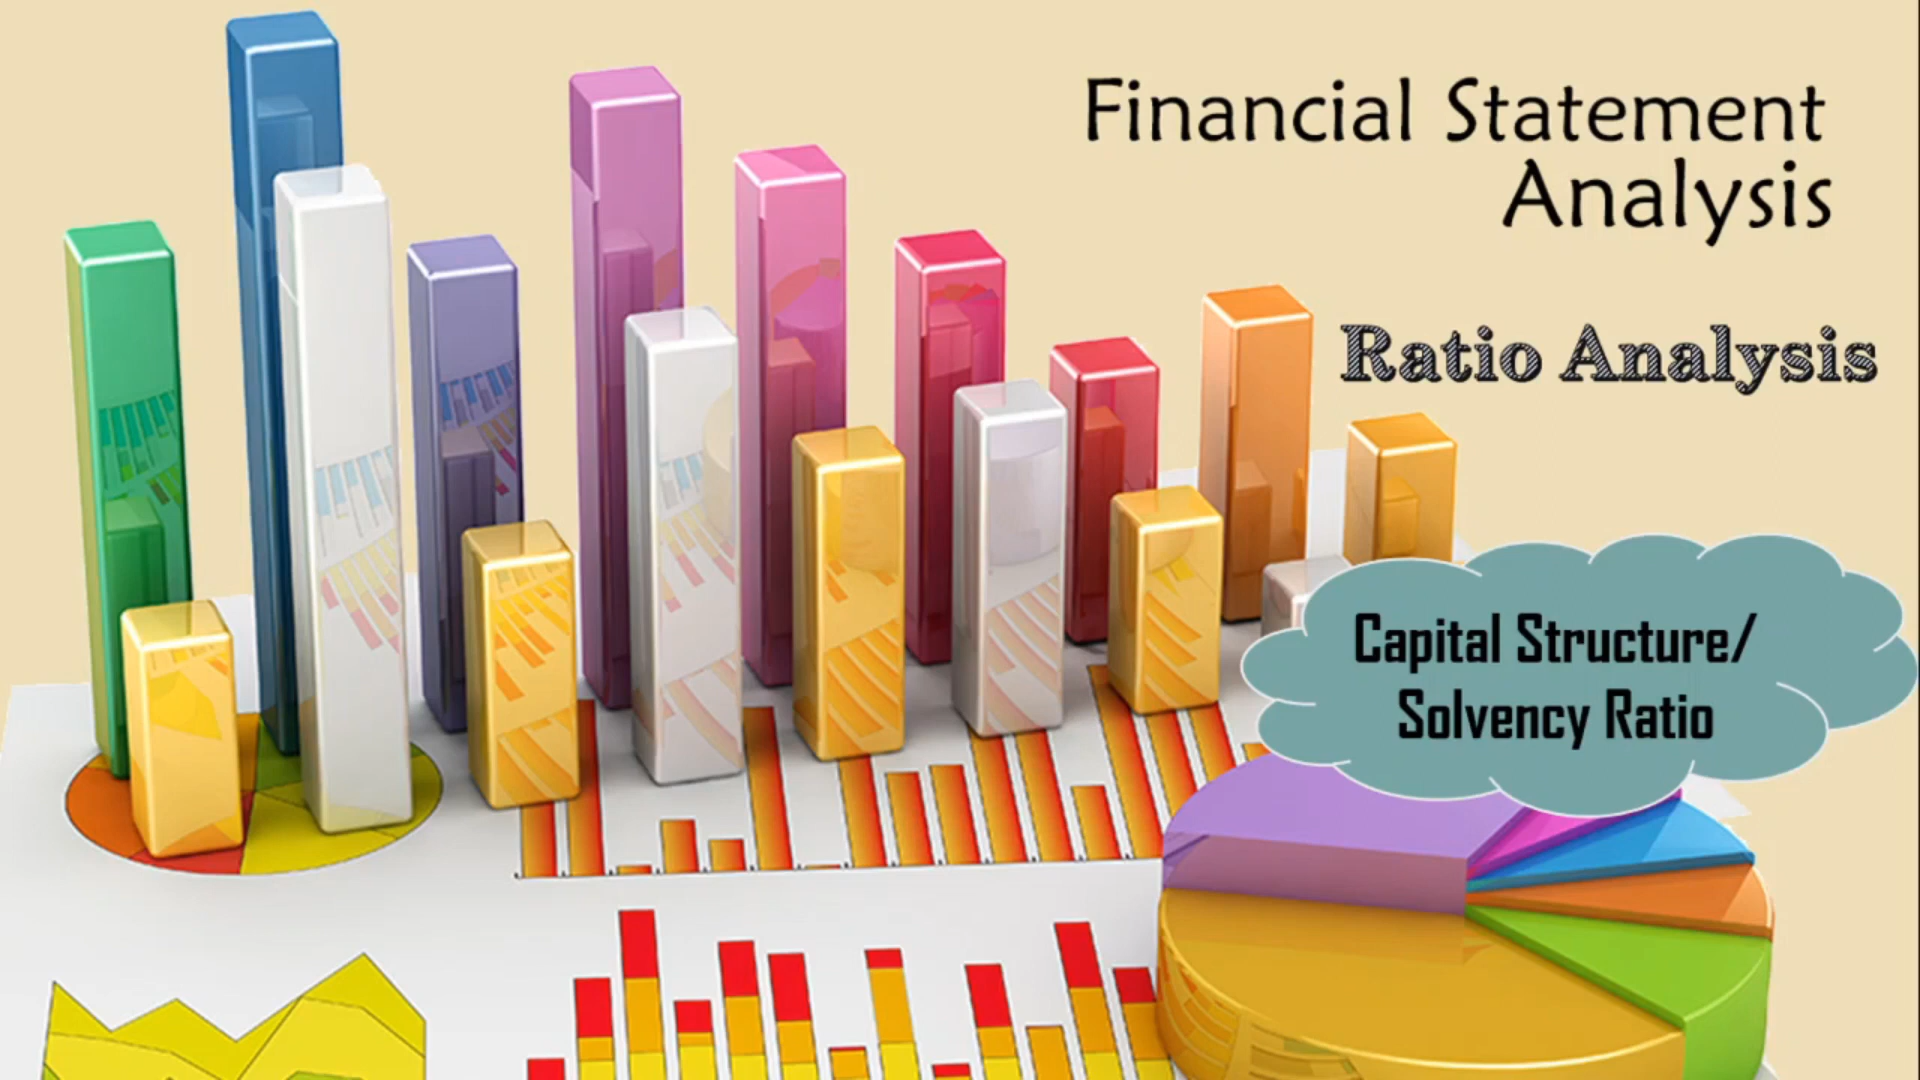 Financial Statement
Analysis
Ratio Analysis
Capital Structure/
Solvency Ratio